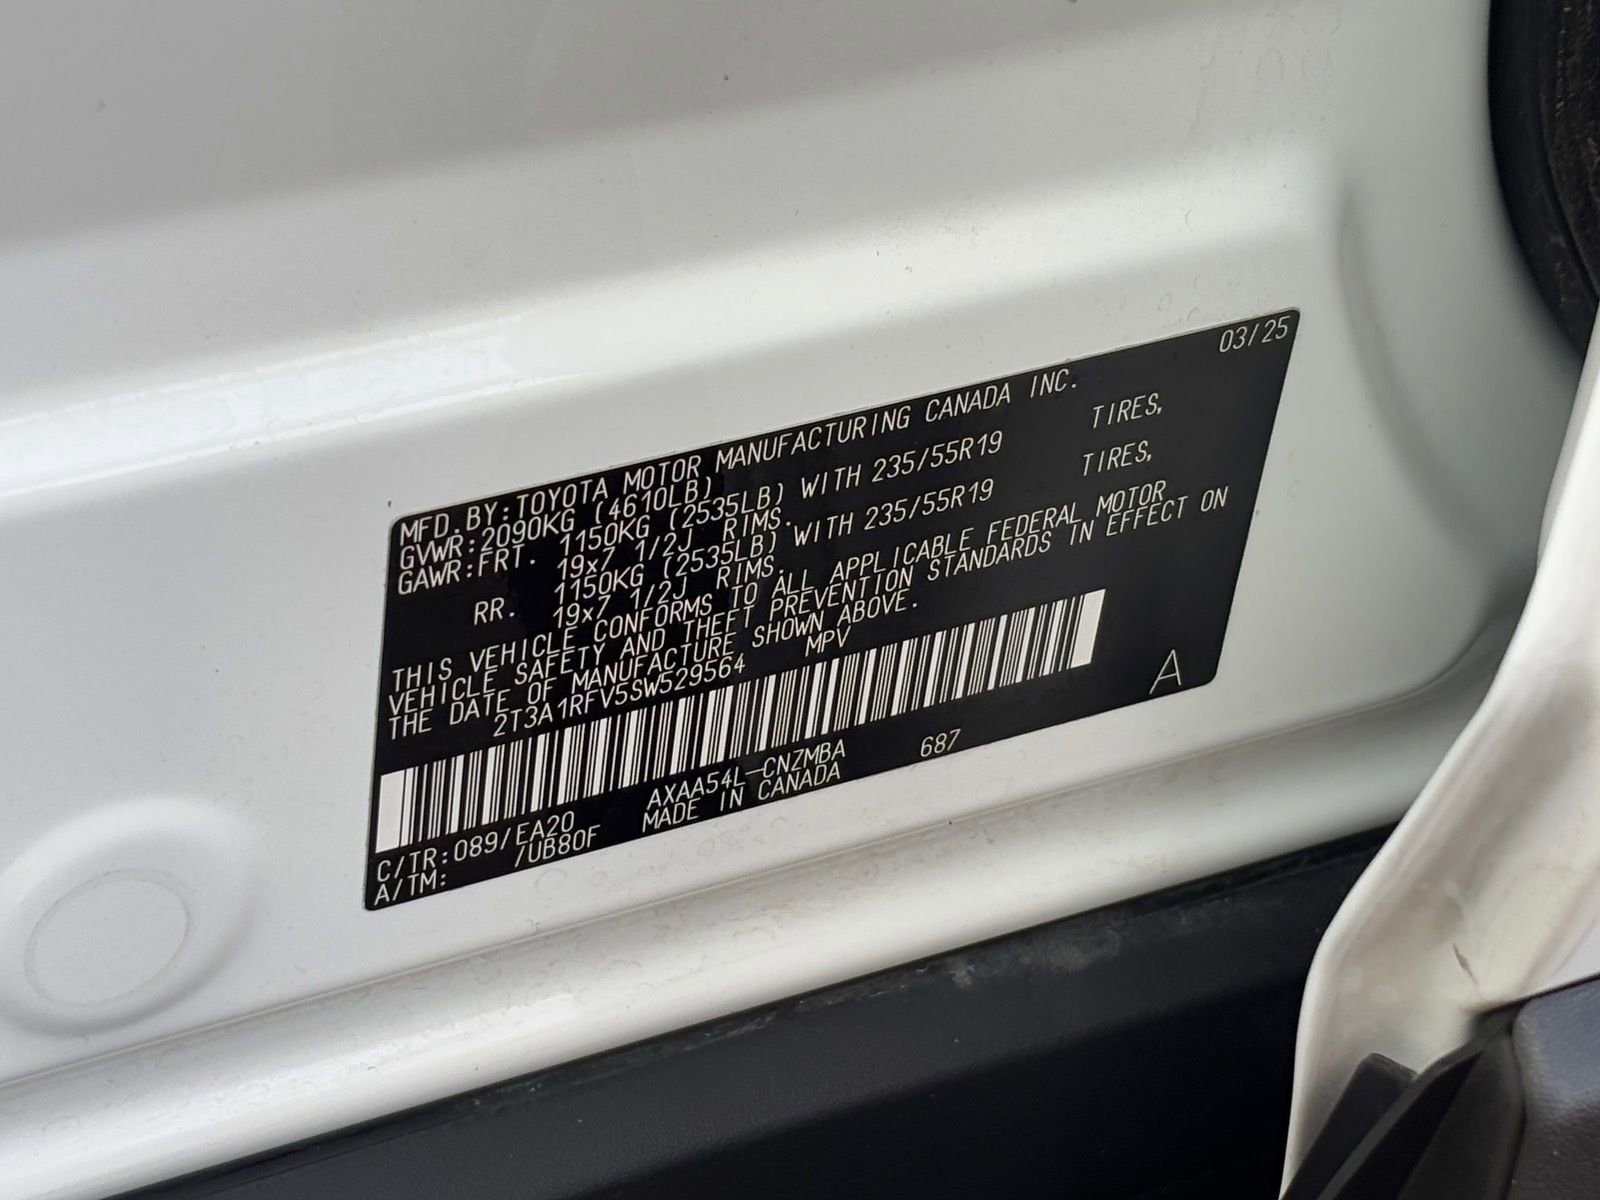 03/25
MFD.BY:TOYOTA MOTOR MANUFACTURING CANADA INC.
GVWR:2090KG (4610LB)
GAWR:FRT. 1150KG (2535LB) WITH 235/55R19 TIRES,
19x7 1/2J RIMS.
RR. 1150KG (2535LB) WITH 235/55R19 TIRES,
19x7 1/2J RIMS.
THIS VEHICLE CONFORMS TO ALL APPLICABLE FEDERAL MOTOR
VEHICLE SAFETY AND THEFT PREVENTION STANDARDS IN EFFECT ON
THE DATE OF MANUFACTURE SHOWN ABOVE.
2T3A1RFV5SW529564 MPV
A
C/TR:089/EA20 AXAA54L-CNZMBA 687
A/TM: /UB80F MADE IN CANADA